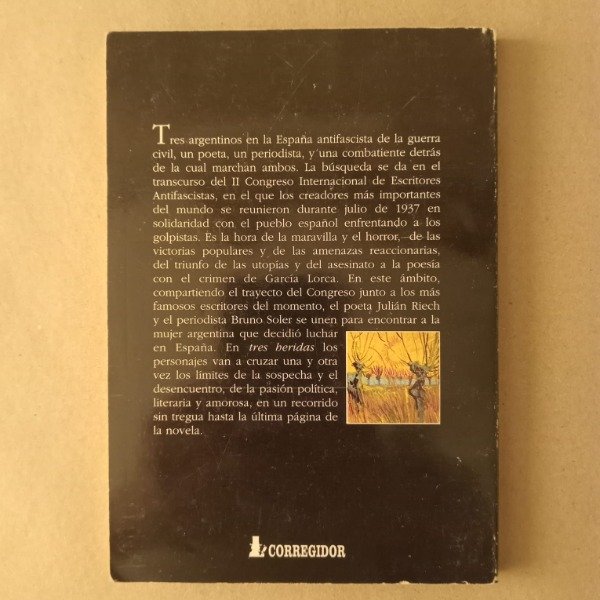 Tres argentinos en la España antifascista de la guerra
civil, un poeta, un periodista, y una combatiente detrás
de la cual marchan ambos. La búsqueda se da en el
transcurso del II Congreso Internacional de Escritores
Antifascistas, en el que los creadores más importantes
del mundo se reunieron durante julio de 1937 en
solidaridad con el pueblo español enfrentando a los
golpistas. Es la hora de la maravilla y el horror, de las
victorias populares y de las amenazas reaccionarias,
del triunfo de las utopías y del asesinato a la poesía
con el crimen de García Lorca. En este ámbito,
compartiendo el trayecto del Congreso junto a los más
famosos escritores del momento, el poeta Julián Riech
y el periodista Bruno Soler se unen para encontrar a la
mujer argentina que decidió luchar
en España. En tres heridas los
personajes van a cruzar una y otra
vez los límites de la sospecha y el
desencuentro, de la pasión política,
literaria y amorosa, en un recorrido
sin tregua hasta la última página de
la novela.
CORREGIDOR